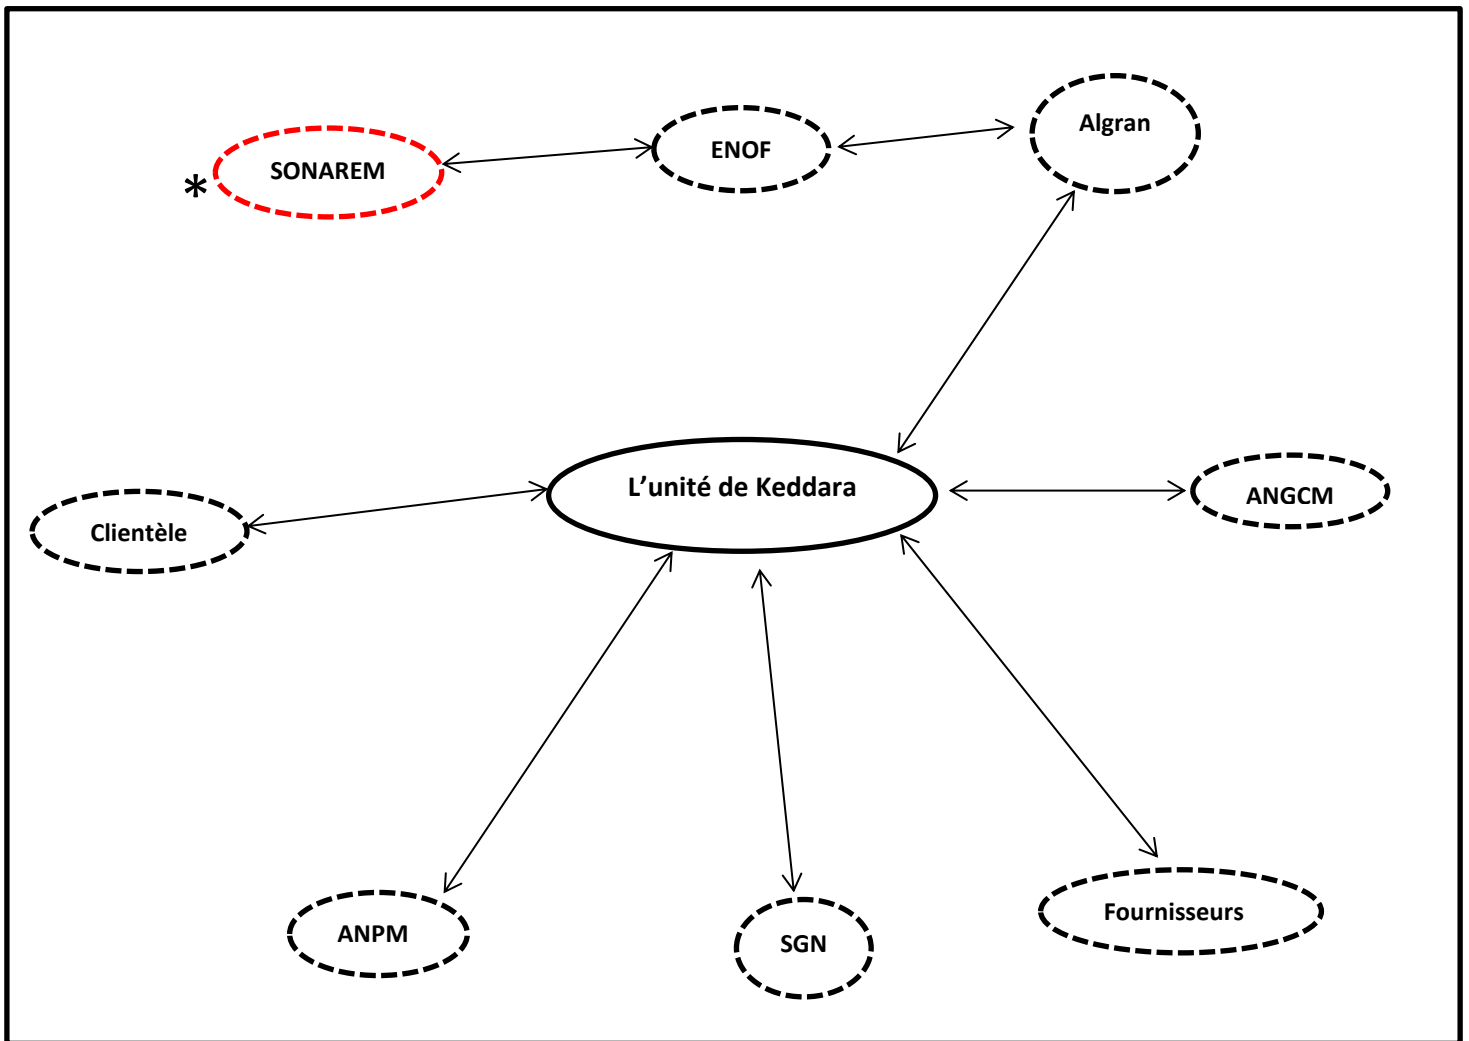 Algran
ENOF
SONAREM
*
L’unité de Keddara
ANGCM
Clientèle
Fournisseurs
ANPM
SGN